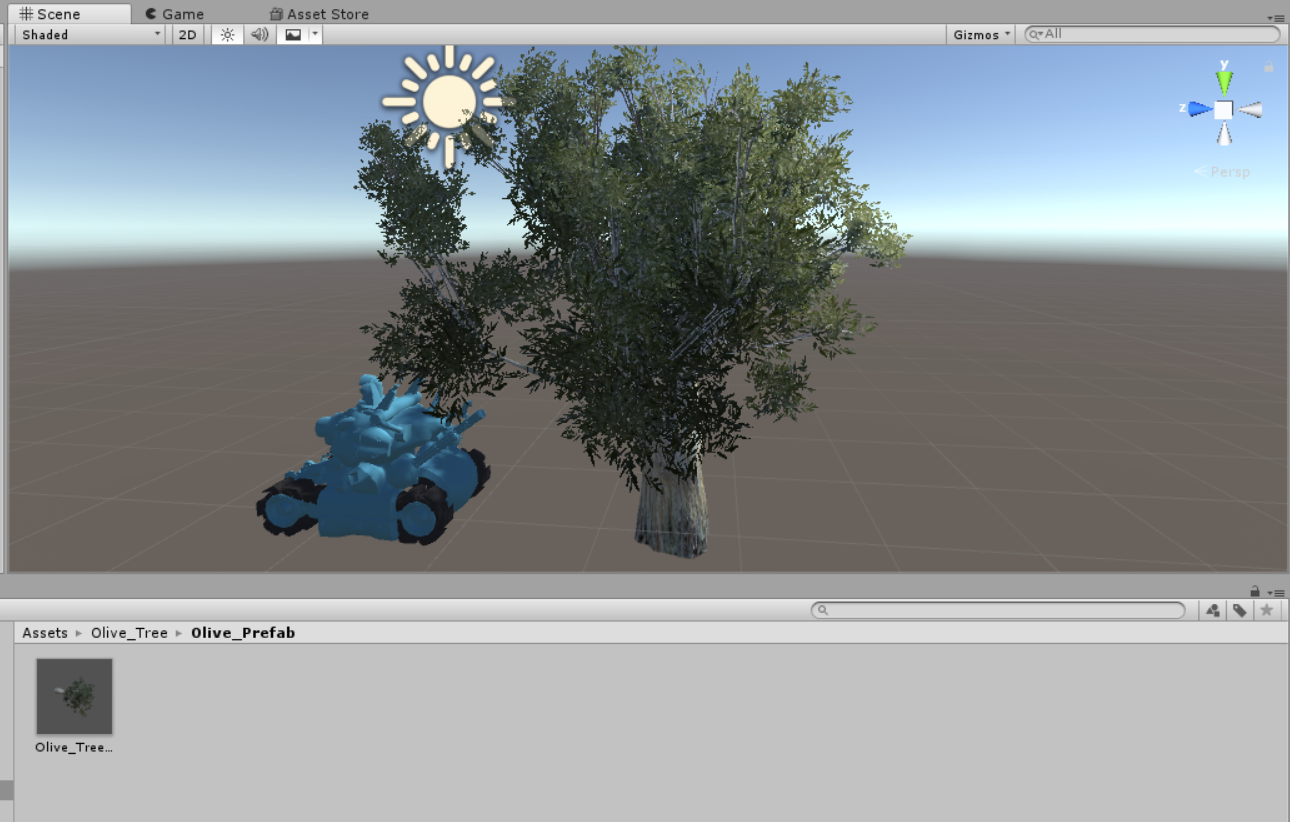 Scene Game Asset Store
Shaded 2D Gizmos All
y
z
Persp
Assets Olive_Tree Olive_Prefab
Olive_Tree...